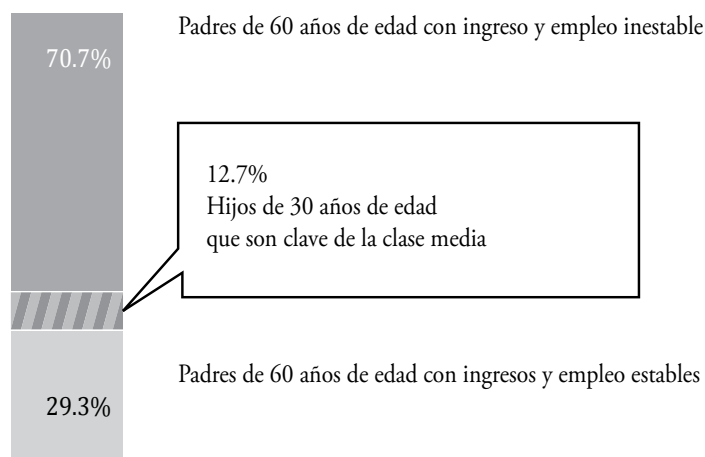 Padres de 60 años de edad con ingreso y empleo inestable
70.7%
12.7%
Hijos de 30 años de edad
que son clave de la clase media
Padres de 60 años de edad con ingresos y empleo estables
29.3%